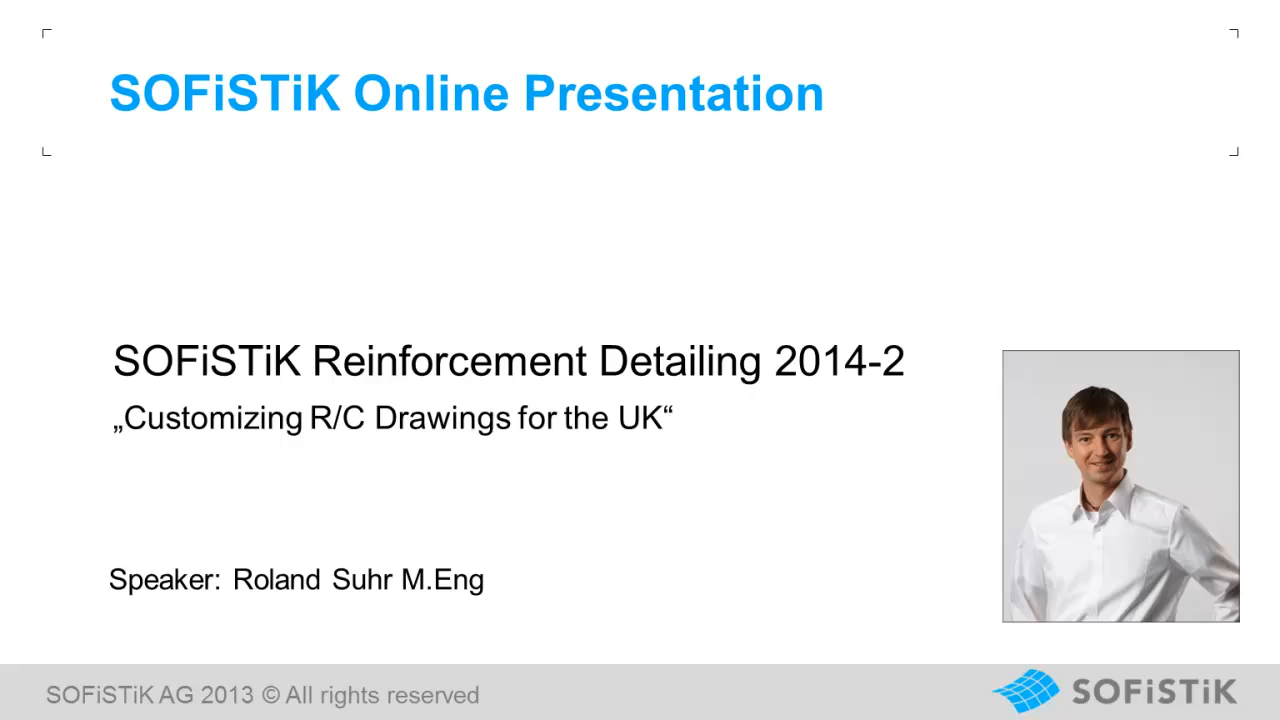 SOFiSTiK Online Presentation
SOFiSTiK Reinforcement Detailing 2014-2
„Customizing R/C Drawings for the UK“
Speaker: Roland Suhr M.Eng
SOFiSTiK AG 2013 © All rights reserved
SOFiSTiK